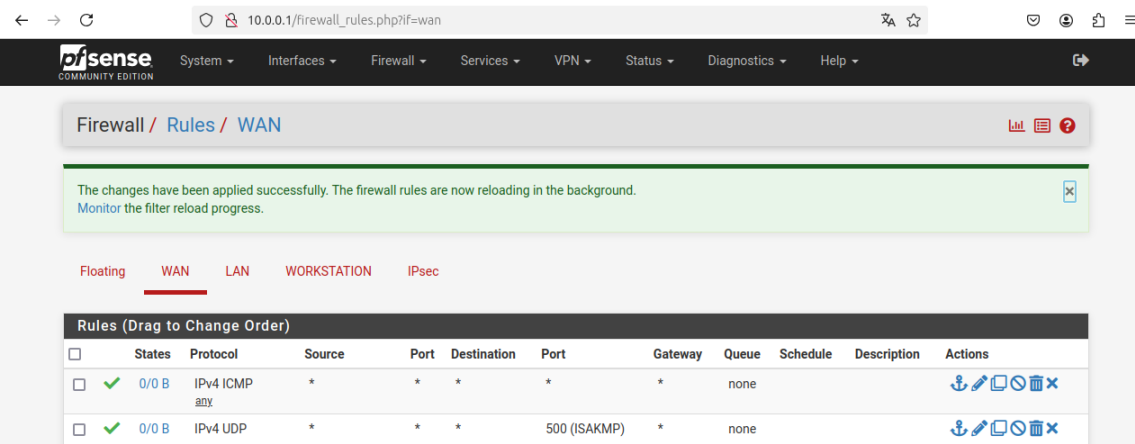 10.0.0.1/firewall_rules.php?if=wan
pfsense
COMMUNITY EDITION
System Interfaces Firewall Services VPN Status Diagnostics Help
Firewall / Rules / WAN
The changes have been applied successfully. The firewall rules are now reloading in the background.
Monitor the filter reload progress.
Floating WAN LAN WORKSTATION IPsec
Rules (Drag to Change Order)
States Protocol Source Port Destination Port Gateway Queue Schedule Description Actions
0/0 B IPv4 ICMP * * * * * none
any
0/0 B IPv4 UDP * * * 500 (ISAKMP) * none